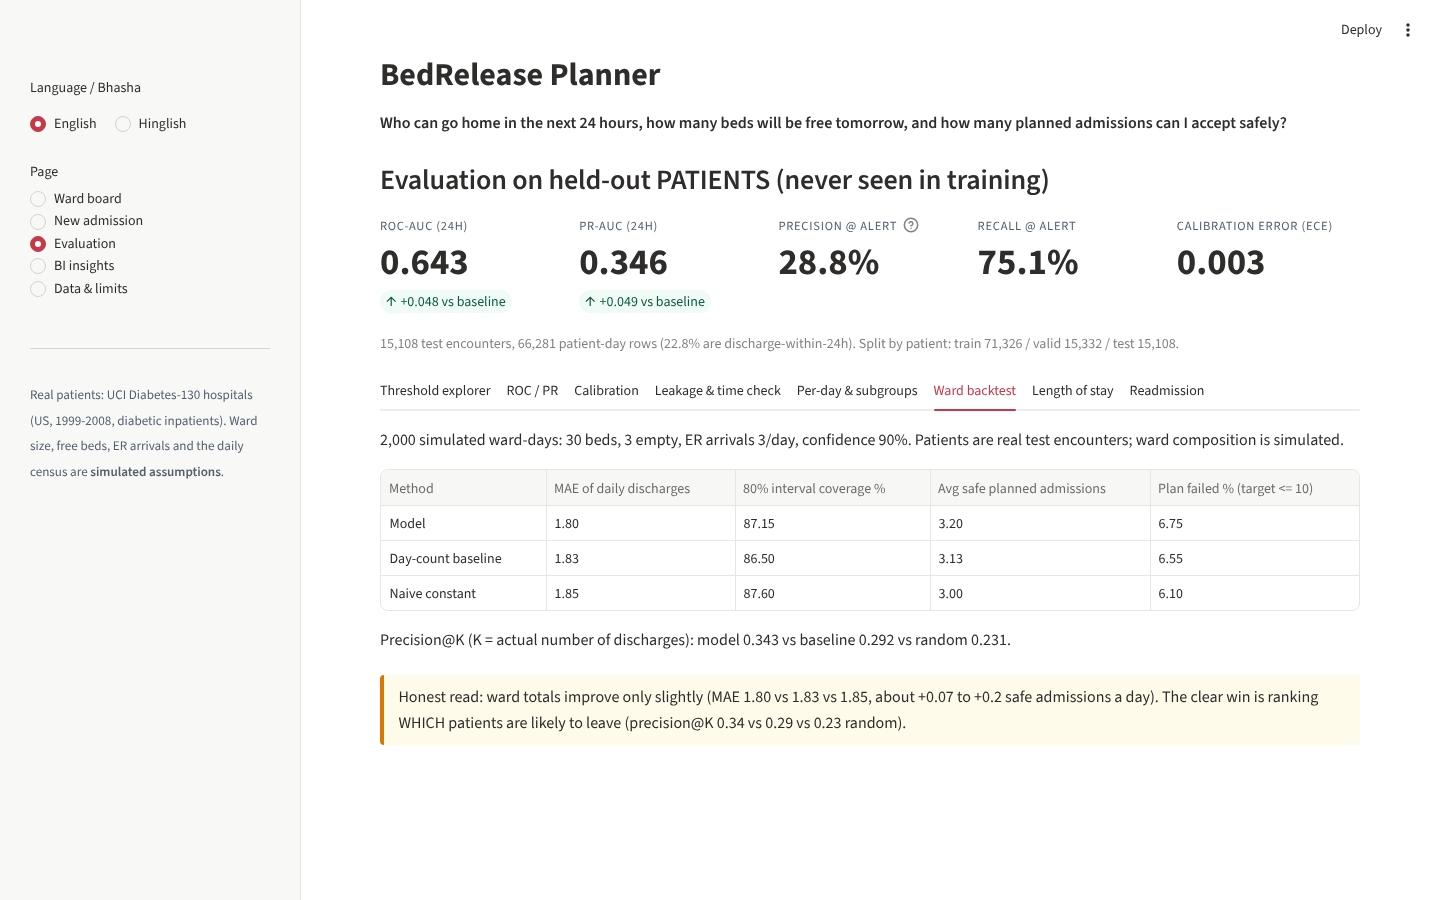 Deploy
Language / Bhasha
English Hinglish
Page
Ward board
New admission
Evaluation
BI insights
Data & limits
Real patients: UCI Diabetes-130 hospitals
(US, 1999-2008, diabetic inpatients). Ward
size, free beds, ER arrivals and the daily
census are simulated assumptions.
BedRelease Planner
Who can go home in the next 24 hours, how many beds will be free tomorrow, and how many planned admissions can I accept safely?
Evaluation on held-out PATIENTS (never seen in training)
ROC-AUC (24H) PR-AUC (24H) PRECISION @ ALERT RECALL @ ALERT CALIBRATION ERROR (ECE)
0.643 0.346 28.8% 75.1% 0.003
↑ +0.048 vs baseline ↑ +0.049 vs baseline
15,108 test encounters, 66,281 patient-day rows (22.8% are discharge-within-24h). Split by patient: train 71,326 / valid 15,332 / test 15,108.
Threshold explorer ROC / PR Calibration Leakage & time check Per-day & subgroups Ward backtest Length of stay Readmission
2,000 simulated ward-days: 30 beds, 3 empty, ER arrivals 3/day, confidence 90%. Patients are real test encounters; ward composition is simulated.
Method MAE of daily discharges 80% interval coverage % Avg safe planned admissions Plan failed % (target <= 10)
Model 1.80 87.15 3.20 6.75
Day-count baseline 1.83 86.50 3.13 6.55
Naive constant 1.85 87.60 3.00 6.10
Precision@K (K = actual number of discharges): model 0.343 vs baseline 0.292 vs random 0.231.
Honest read: ward totals improve only slightly (MAE 1.80 vs 1.83 vs 1.85, about +0.07 to +0.2 safe admissions a day). The clear win is ranking
WHICH patients are likely to leave (precision@K 0.34 vs 0.29 vs 0.23 random).